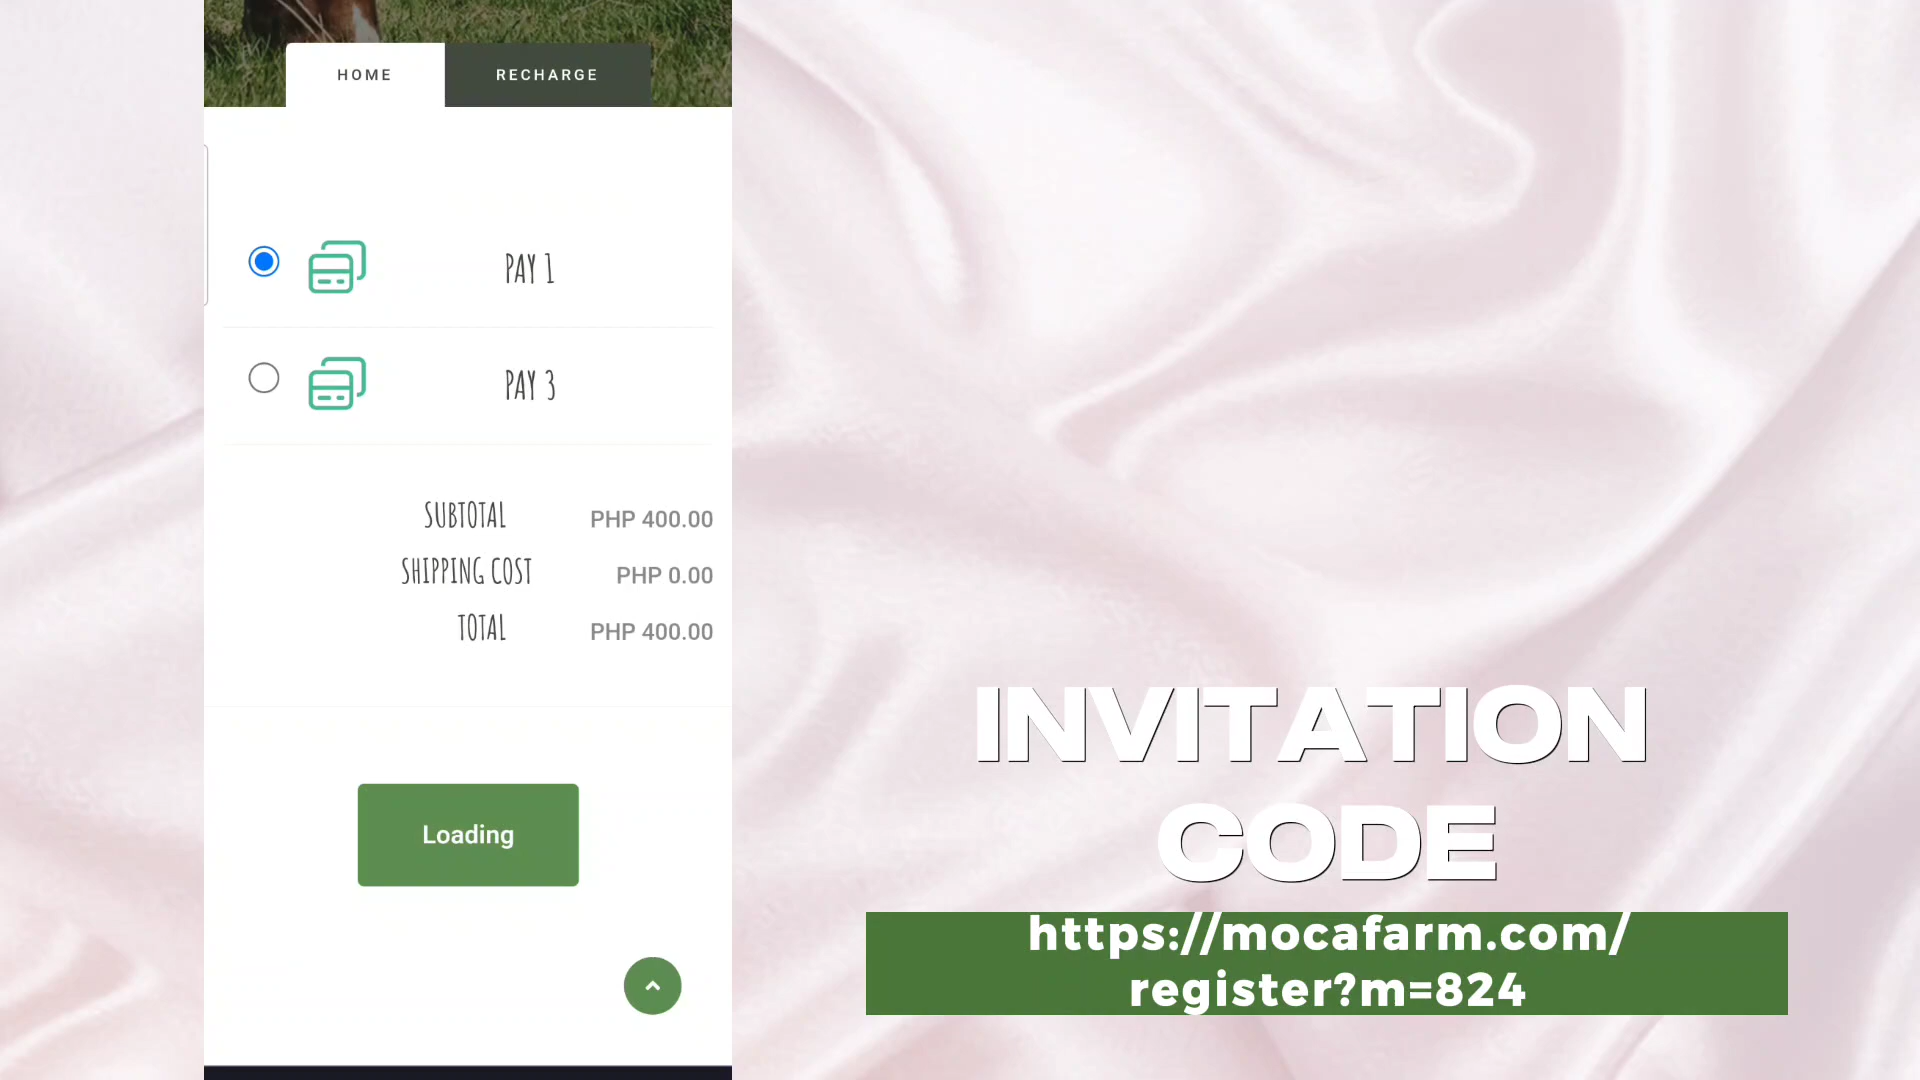 HOME
RECHARGE
PAY 1
PAY 3
SUBTOTAL PHP 400.00
SHIPPING COST PHP 0.00
TOTAL PHP 400.00
Loading
INVITATION
CODE
https://mocafarm.com/
register?m=824